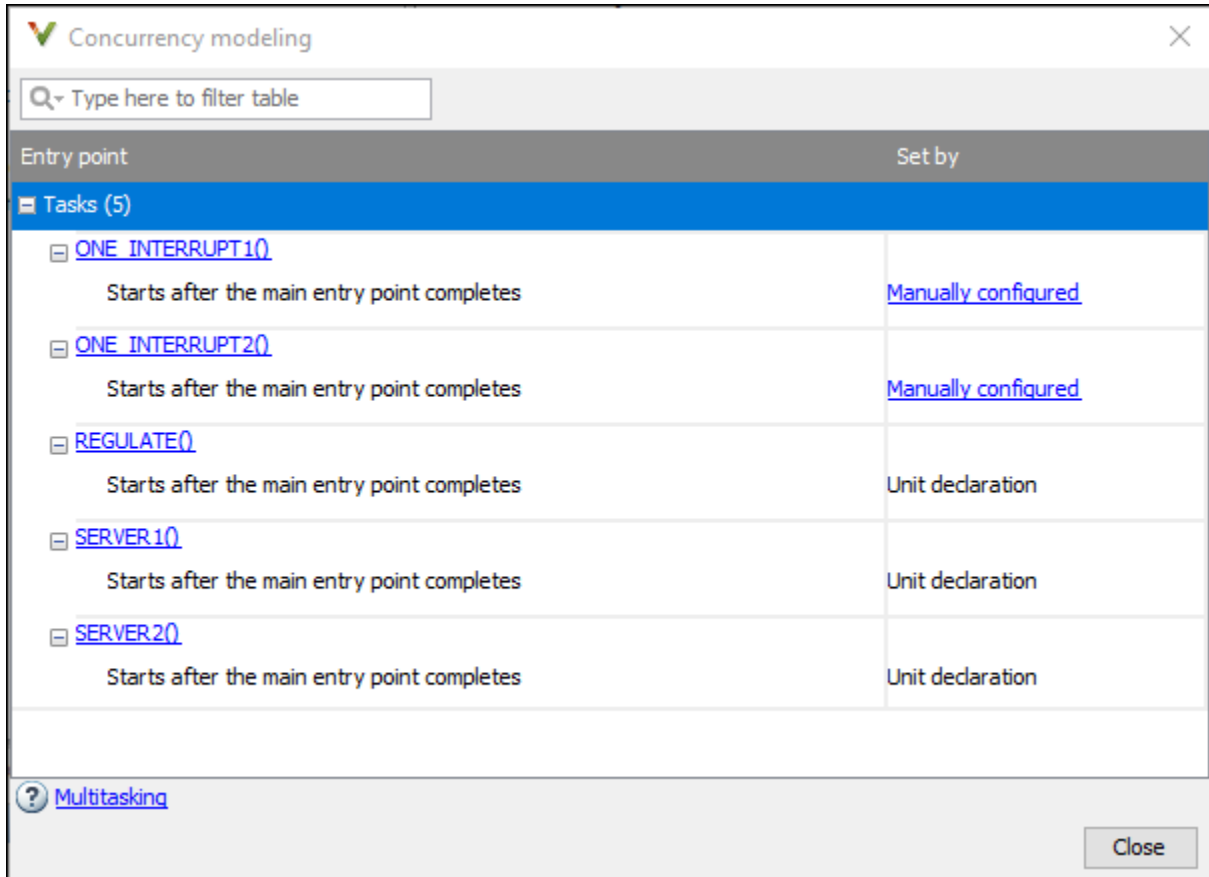 Concurrency modeling
Type here to filter table
Entry point Set by
Tasks (5)
ONE_INTERRUPT1()
Starts after the main entry point completes Manually configured
ONE_INTERRUPT2()
Starts after the main entry point completes Manually configured
REGULATE()
Starts after the main entry point completes Unit declaration
SERVER1()
Starts after the main entry point completes Unit declaration
SERVER2()
Starts after the main entry point completes Unit declaration
? Multitasking
Close